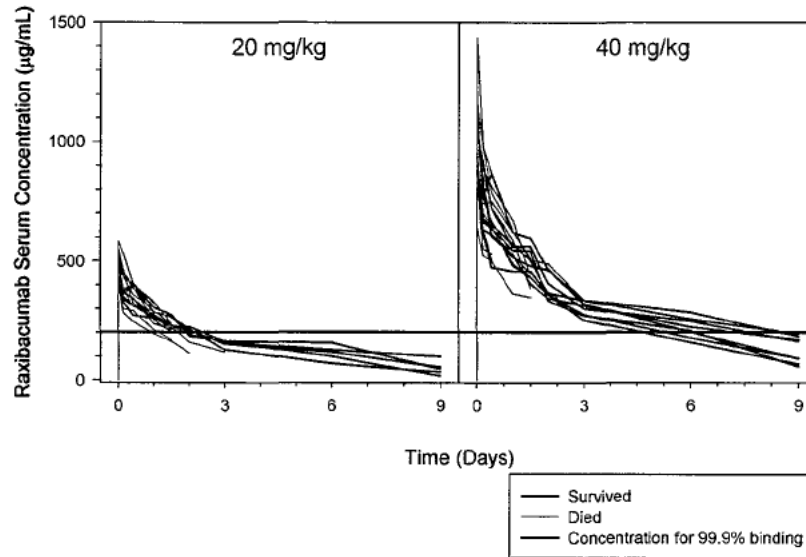 Raxibacumab Serum Concentration (µg/mL)
1500
1000
500
0
20 mg/kg
40 mg/kg
0
3
6
9
0
3
6
9
Time (Days)
Survived
Died
Concentration for 99.9% binding